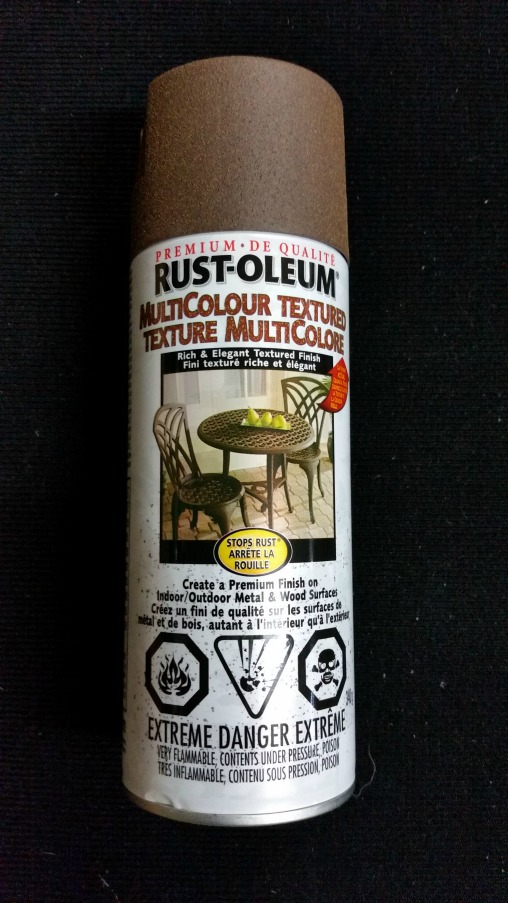 PREMIUM • DE QUALITÉ
RUST-OLEUM®
MULTICOLOUR TEXTURED
TEXTURE MULTICOLORE
Rich & Elegant Textured Finish
Fini texturé riche et élégant
STOPS RUST®
ARRÊTE LA
ROUILLE
Create a Premium Finish on
Indoor/Outdoor Metal & Wood Surfaces
Créez un fini de qualité sur les surfaces de
métal et de bois, autant à l'intérieur qu'à l'extérieur
340g
EXTREME DANGER EXTRÊME
VERY FLAMMABLE, CONTENTS UNDER PRESSURE, POISON
TRÈS INFLAMMABLE, CONTENU SOUS PRESSION, POISON